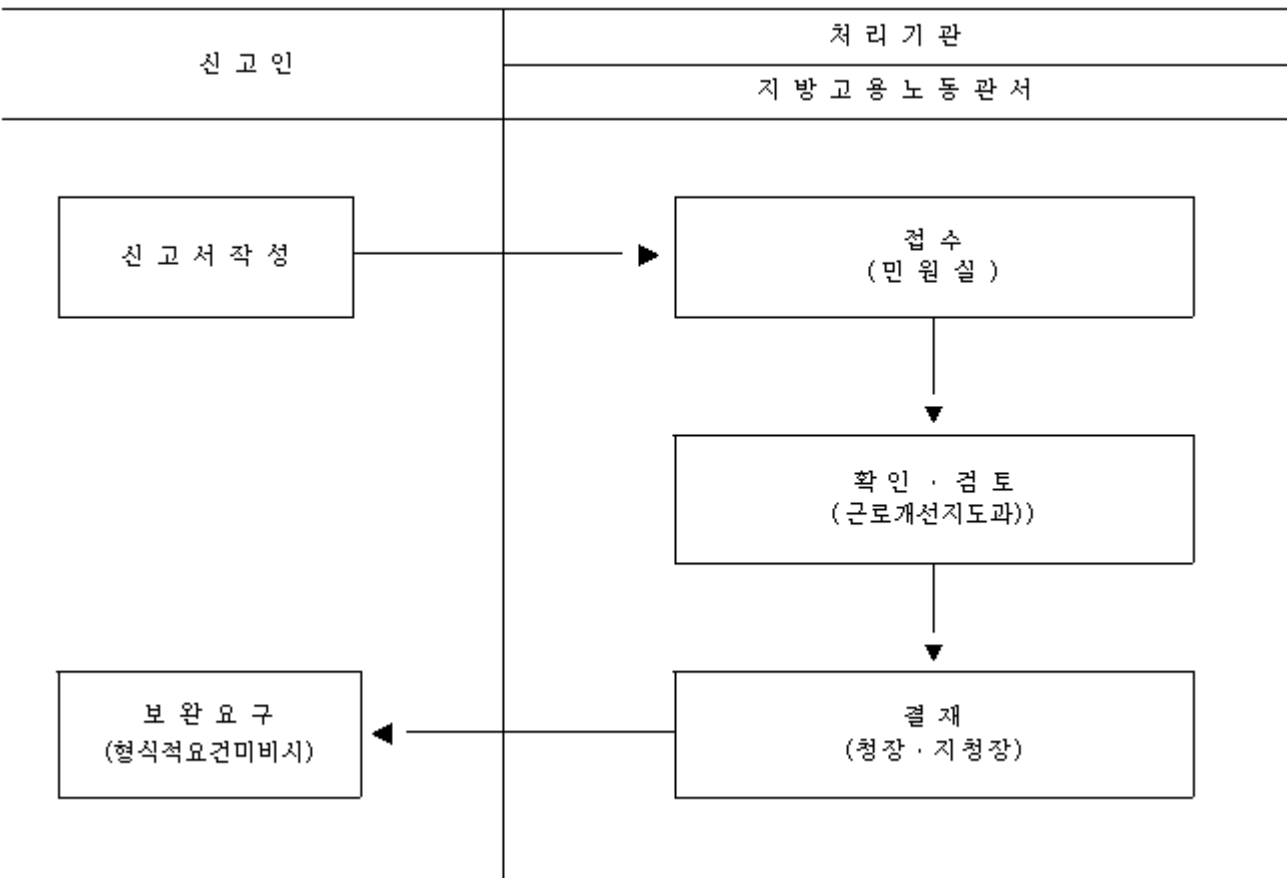 신 고 인
처 리 기 관
지 방 고 용 노 동 관 서
신 고 서 작 성
접 수
(민 원 실 )
확 인 · 검 토
(근로개선지도과))
보 완 요 구
(형식적요건미비시)
결 재
(청장 · 지청장)